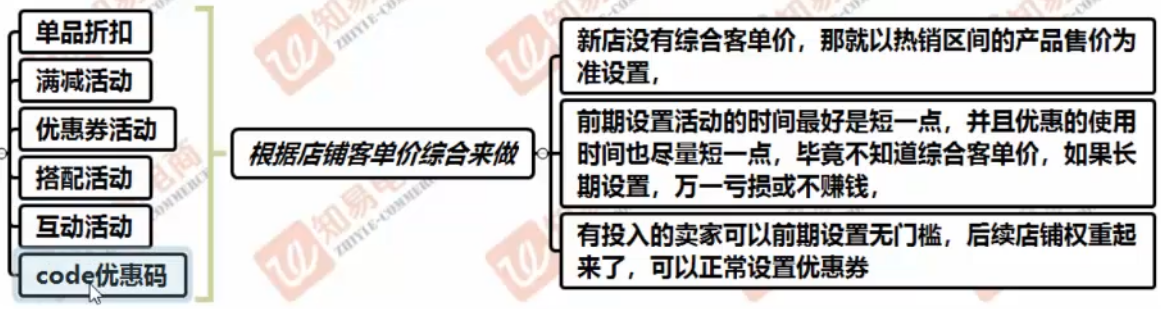 单品折扣
满减活动
优惠券活动
搭配活动
互动活动
code优惠码
根据店铺客单价综合来做
新店没有综合客单价，那就以热销区间的产品售价为
准设置，
前期设置活动的时间最好是短一点，并且优惠的使用
时间也尽量短一点，毕竟不知道综合客单价，如果长
期设置，万一亏损或不赚钱，
有投入的卖家可以前期设置无门槛，后续店铺权重起
来了，可以正常设置优惠券
知易电商
ZHIYIE-COMMERCE